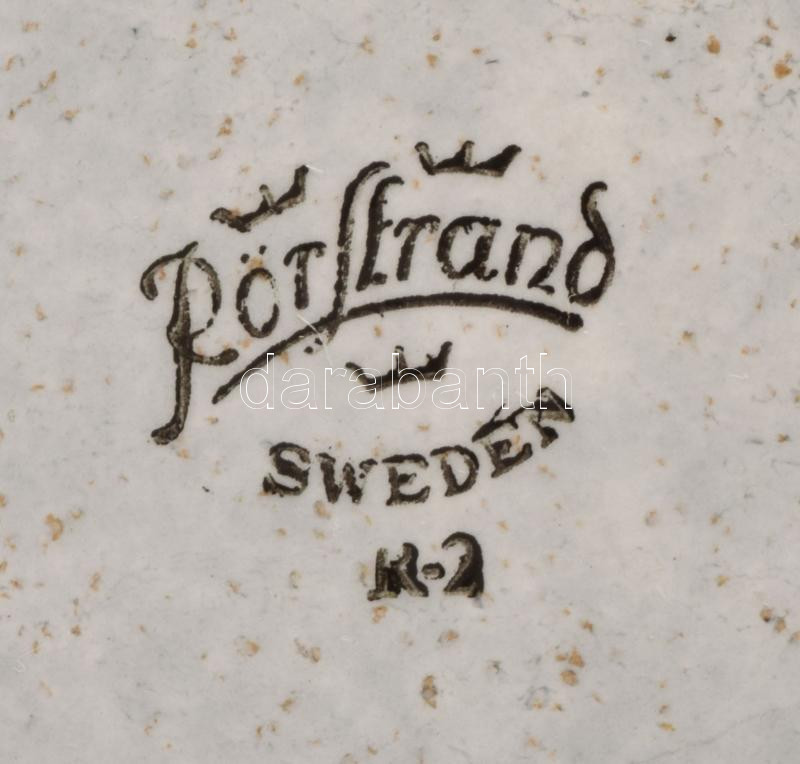 Rörstrand
darabanth
SWEDEN
K-2